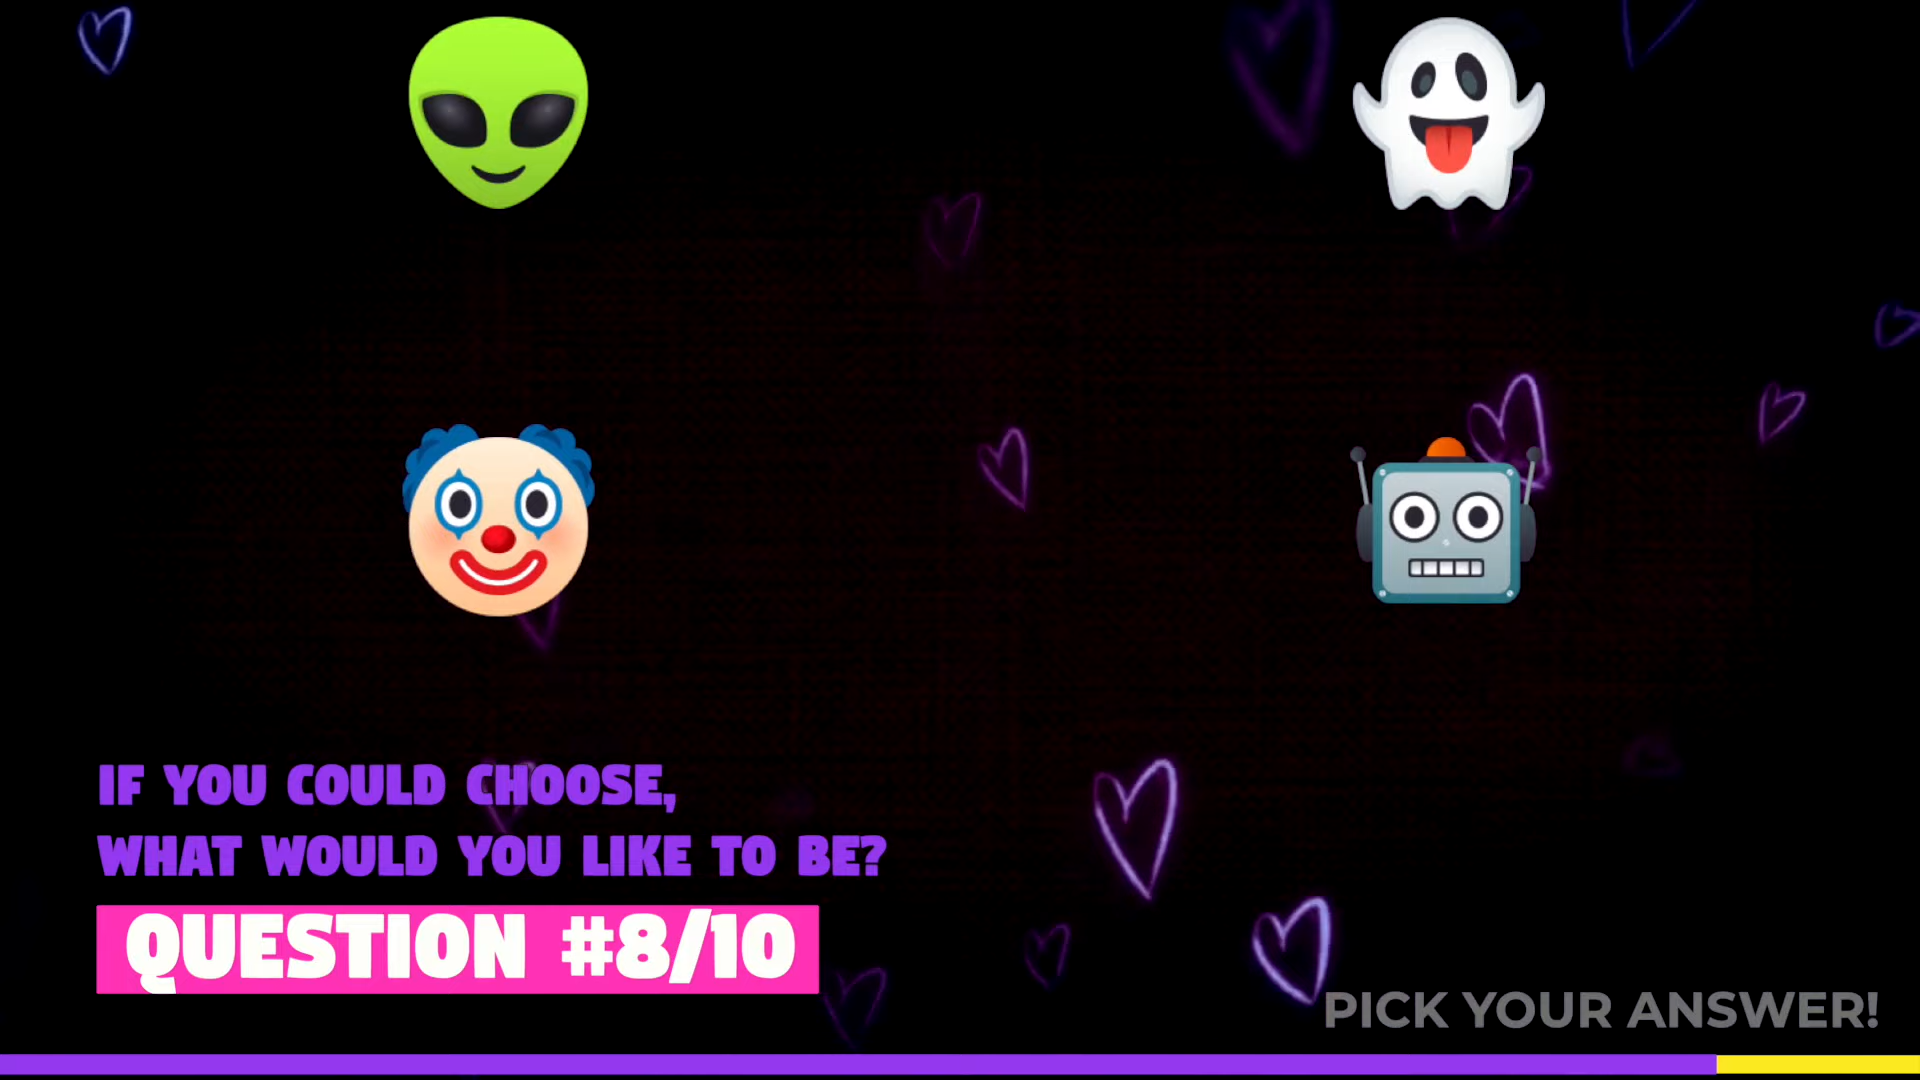 IF YOU COULD CHOOSE,
WHAT WOULD YOU LIKE TO BE?
QUESTION #8/10
PICK YOUR ANSWER!